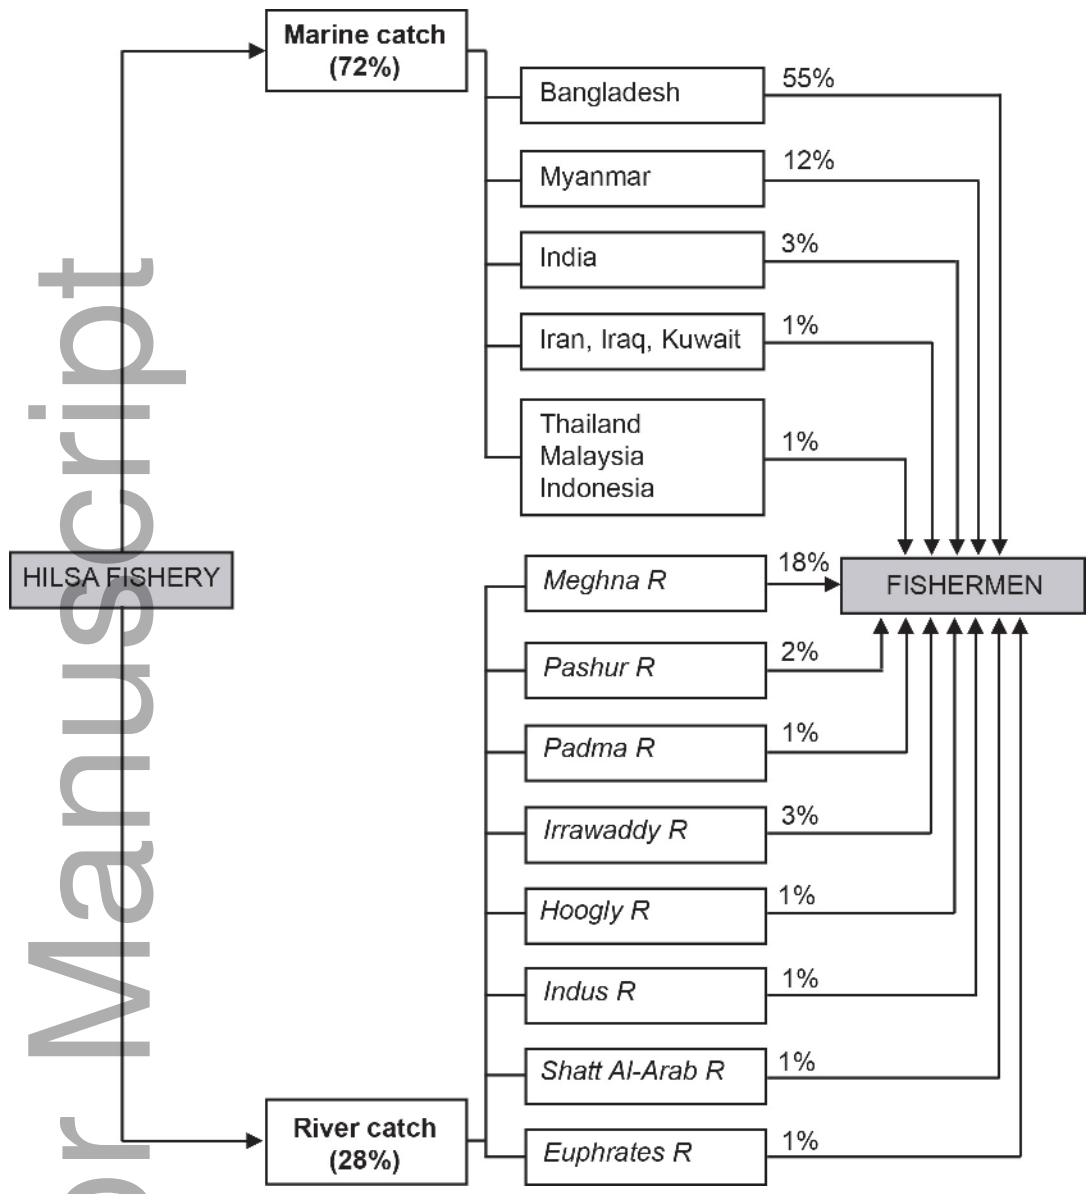 Marine catch
(72%)
Bangladesh
55%
Myanmar
12%
India
3%
Iran, Iraq, Kuwait
1%
Thailand
Malaysia
Indonesia
1%
HILSA FISHERY
Meghna R
18%
FISHERMEN
Pashur R
2%
Padma R
1%
Irrawaddy R
3%
Hoogly R
1%
Indus R
1%
Shatt Al-Arab R
1%
River catch
(28%)
Euphrates R
1%
or Manuscript